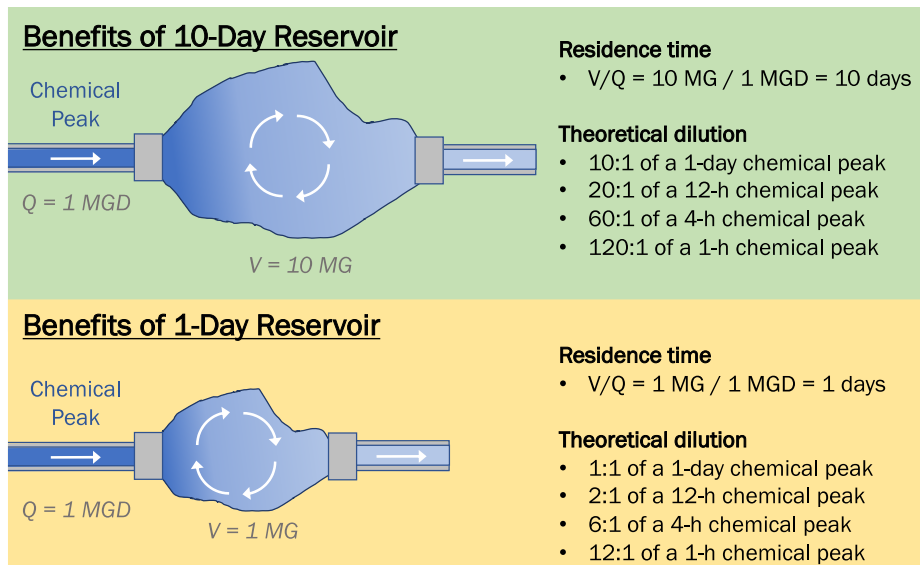 Benefits of 10-Day Reservoir
Chemical
Peak
Q = 1 MGD
V = 10 MG
Residence time
• V/Q = 10 MG / 1 MGD = 10 days
Theoretical dilution
• 10:1 of a 1-day chemical peak
• 20:1 of a 12-h chemical peak
• 60:1 of a 4-h chemical peak
• 120:1 of a 1-h chemical peak
Benefits of 1-Day Reservoir
Chemical
Peak
Q = 1 MGD
V = 1 MG
Residence time
• V/Q = 1 MG / 1 MGD = 1 days
Theoretical dilution
• 1:1 of a 1-day chemical peak
• 2:1 of a 12-h chemical peak
• 6:1 of a 4-h chemical peak
• 12:1 of a 1-h chemical peak